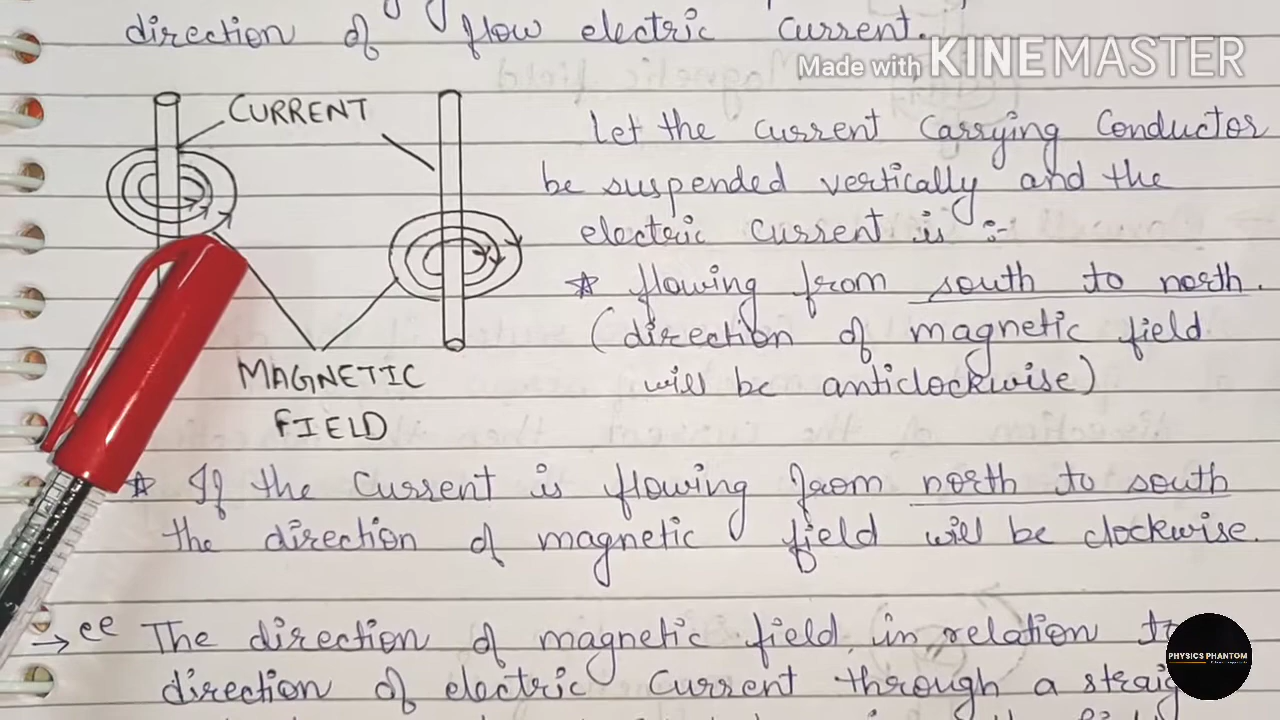 direction of flow electric current.
Made with KINEMASTER
CURRENT
Let the current carrying conductor
be suspended vertically and the
electric current is :-
☆ flowing from south to north.
(direction of magnetic field
will be anticlockwise)
MAGNETIC
FIELD
☆ If the current is flowing from north to south
the direction of magnetic field will be clockwise.
→ ee The direction of magnetic field, in relation to
direction of electric current through a straig
PHYSICS PHANTOM